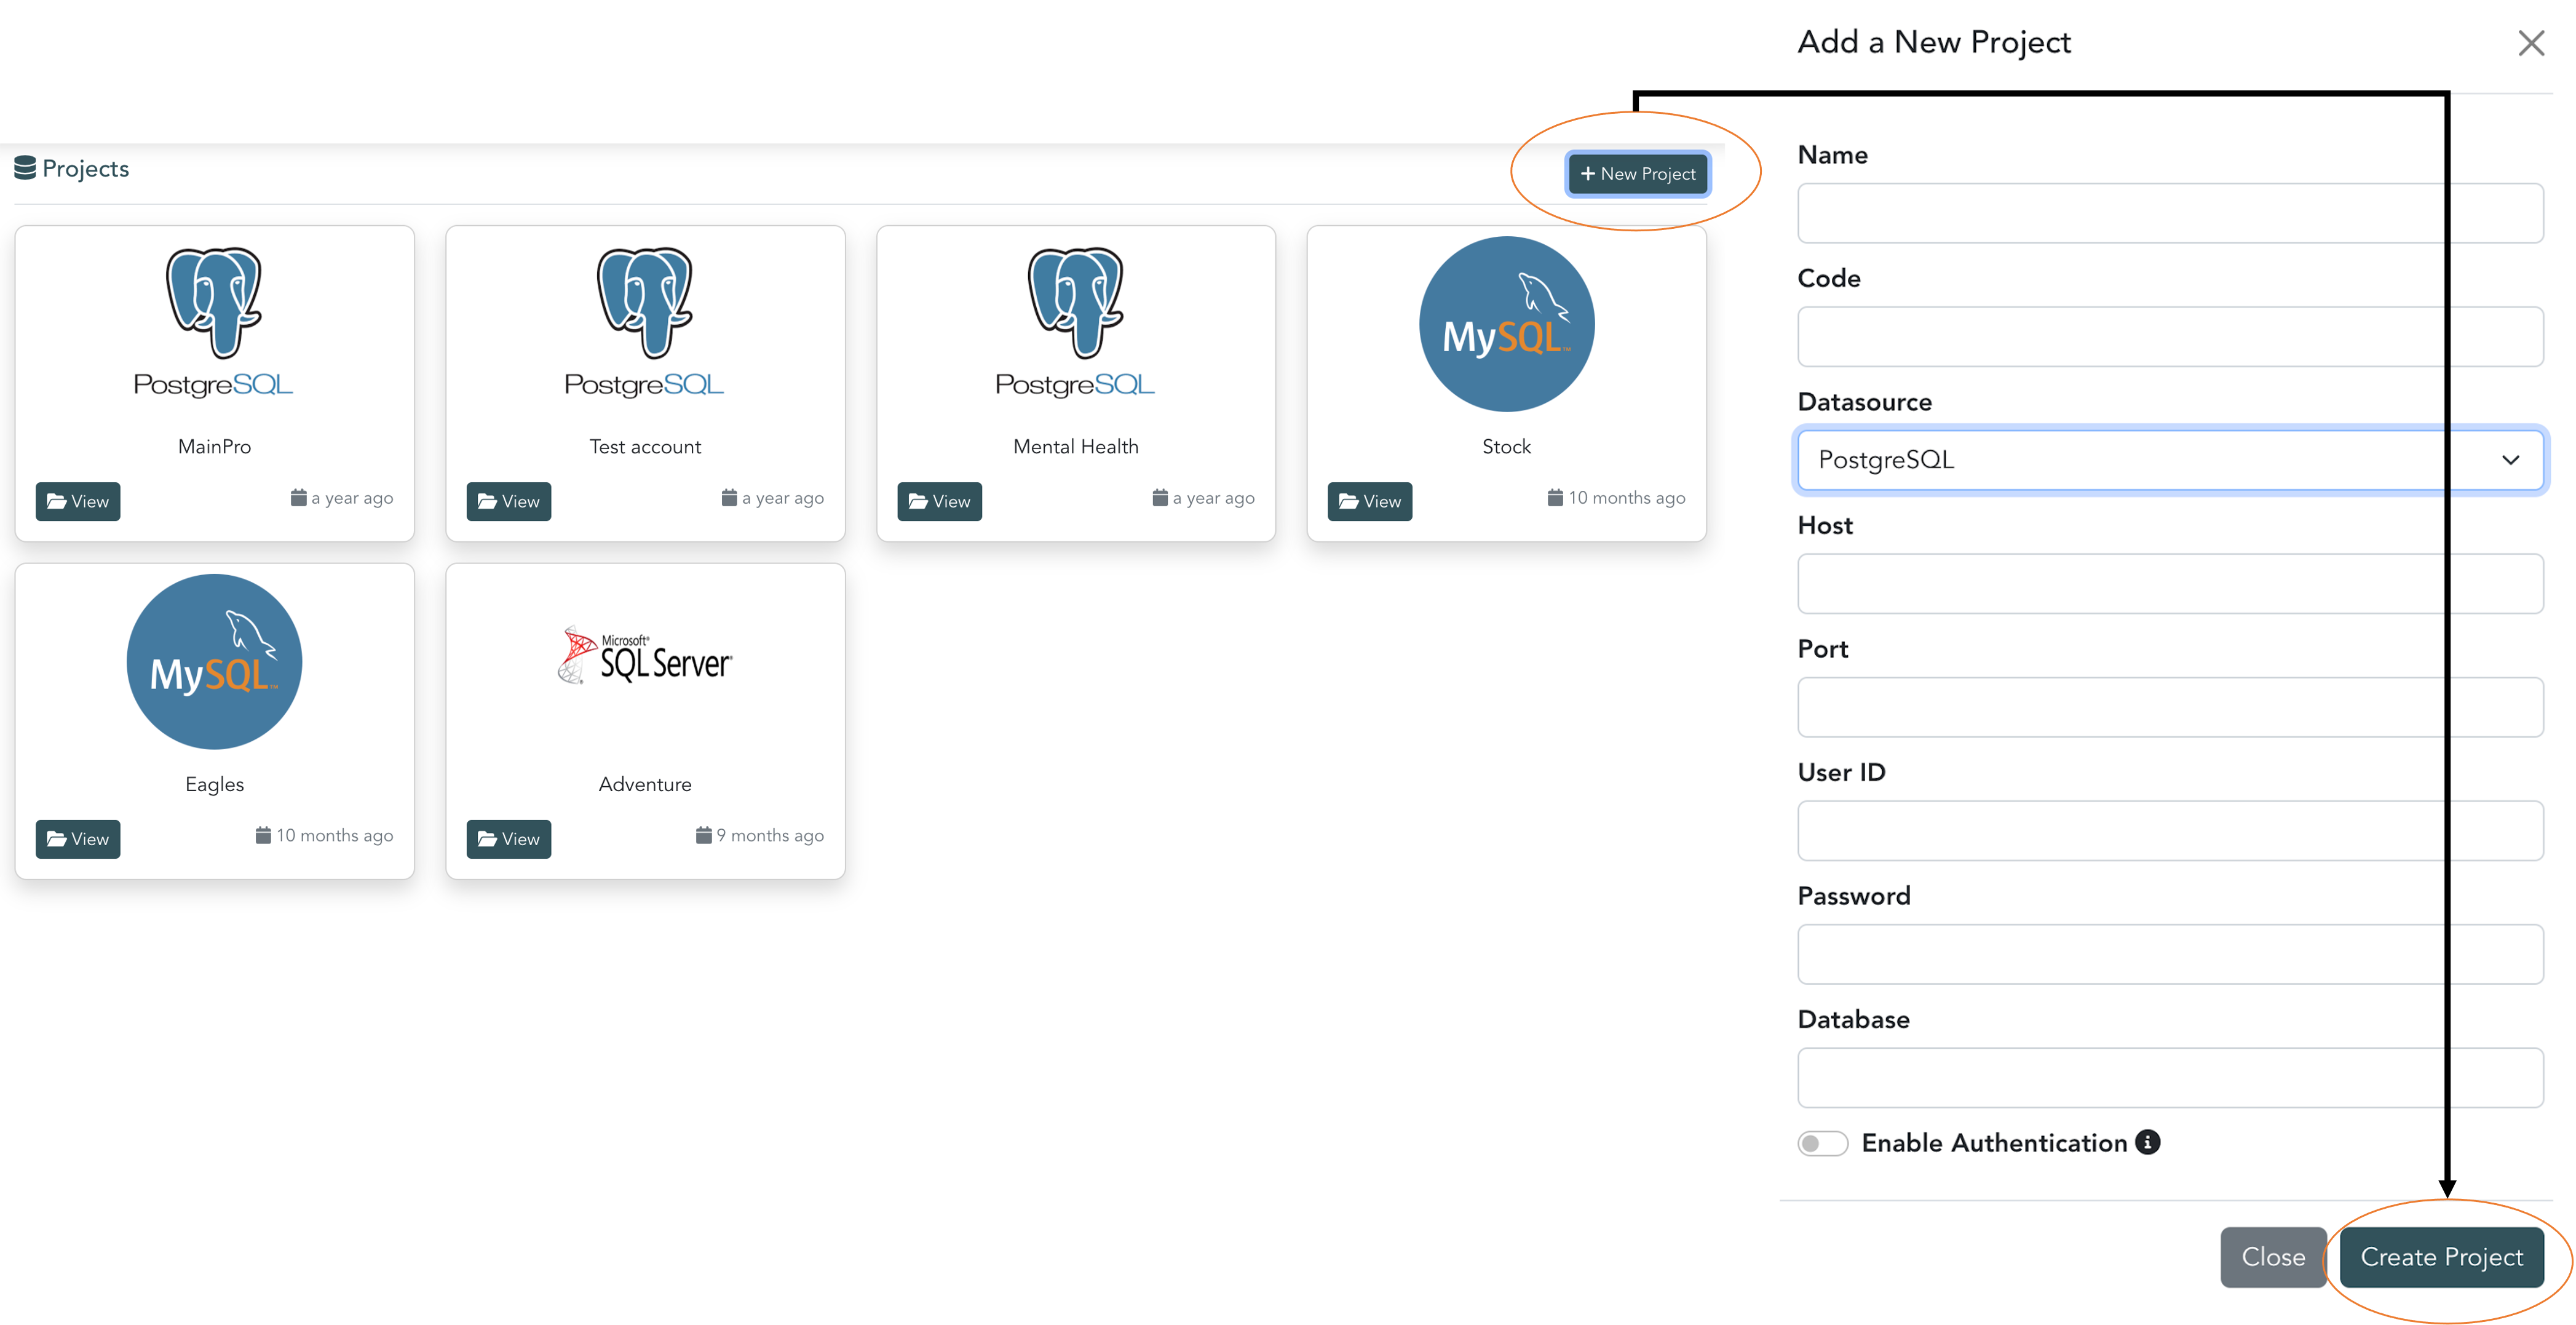 Add a New Project
Projects
+ New Project
PostgreSQL
PostgreSQL
PostgreSQL
MySQL™
MainPro
Test account
Mental Health
Stock
View
a year ago
View
a year ago
View
a year ago
View
10 months ago
MySQL™
Microsoft®
SQL Server®
Eagles
Adventure
View
10 months ago
View
9 months ago
Name
Code
Datasource
PostgreSQL
Host
Port
User ID
Password
Database
Enable Authentication
Close
Create Project